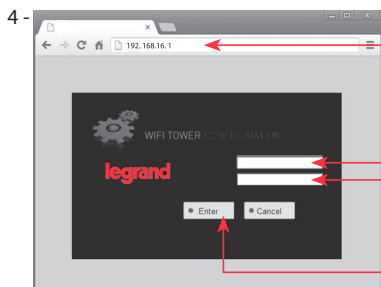 4 -
192.168.16.1
WIFI TOWER CONFIGURATION
legrand
Enter
Cancel